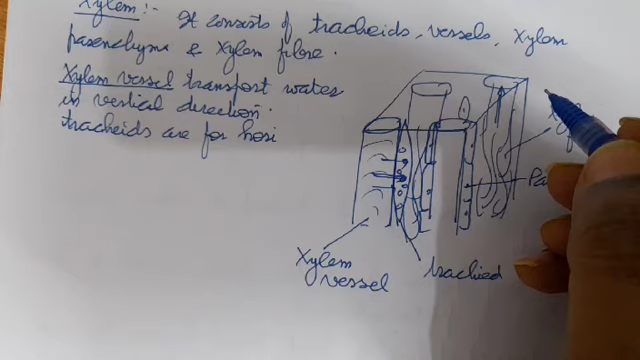 Xylem :- It consists of tracheids, vessels, Xylem
parenchyma & Xylem fibre.
Xylem vessel transport water
in vertical direction.
tracheids are for hori
Xylem
vessel
trachied
Pa